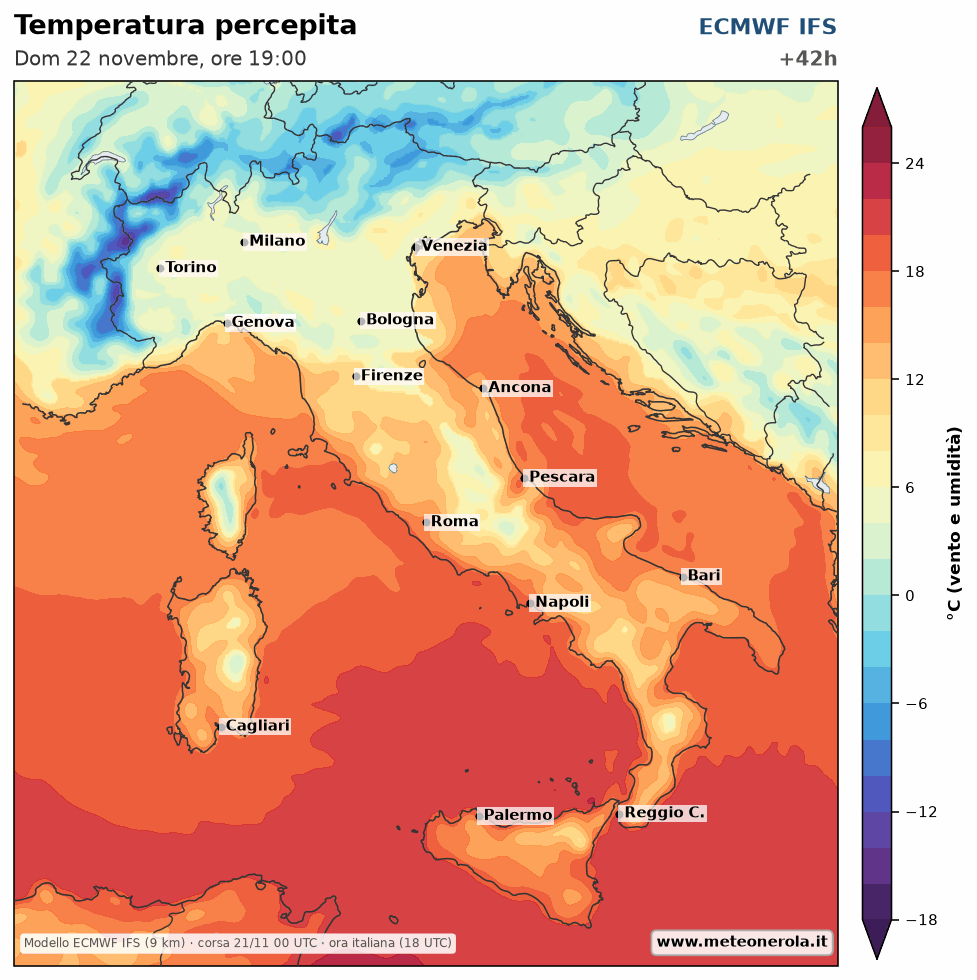 Temperatura percepita
ECMWF IFS
Dom 22 novembre, ore 19:00
+42h
Milano
Venezia
Torino
Genova
Bologna
Firenze
Ancona
Pescara
Roma
Bari
Napoli
Cagliari
Palermo
Reggio C.
24
18
12
6
0
−6
−12
−18
°C (vento e umidità)
Modello ECMWF IFS (9 km) · corsa 21/11 00 UTC · ora italiana (18 UTC)
www.meteonerola.it